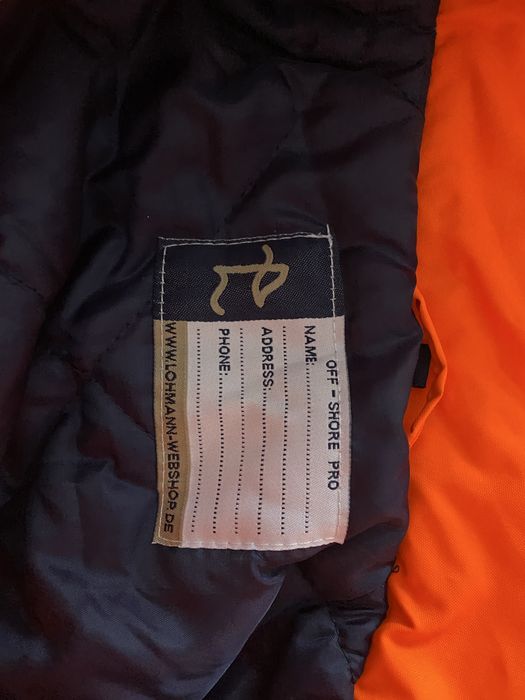 OFF - SHORE PRO
NAME:
ADDRESS:
PHONE:
WWW.LOHMANN-WEBSHOP.DE